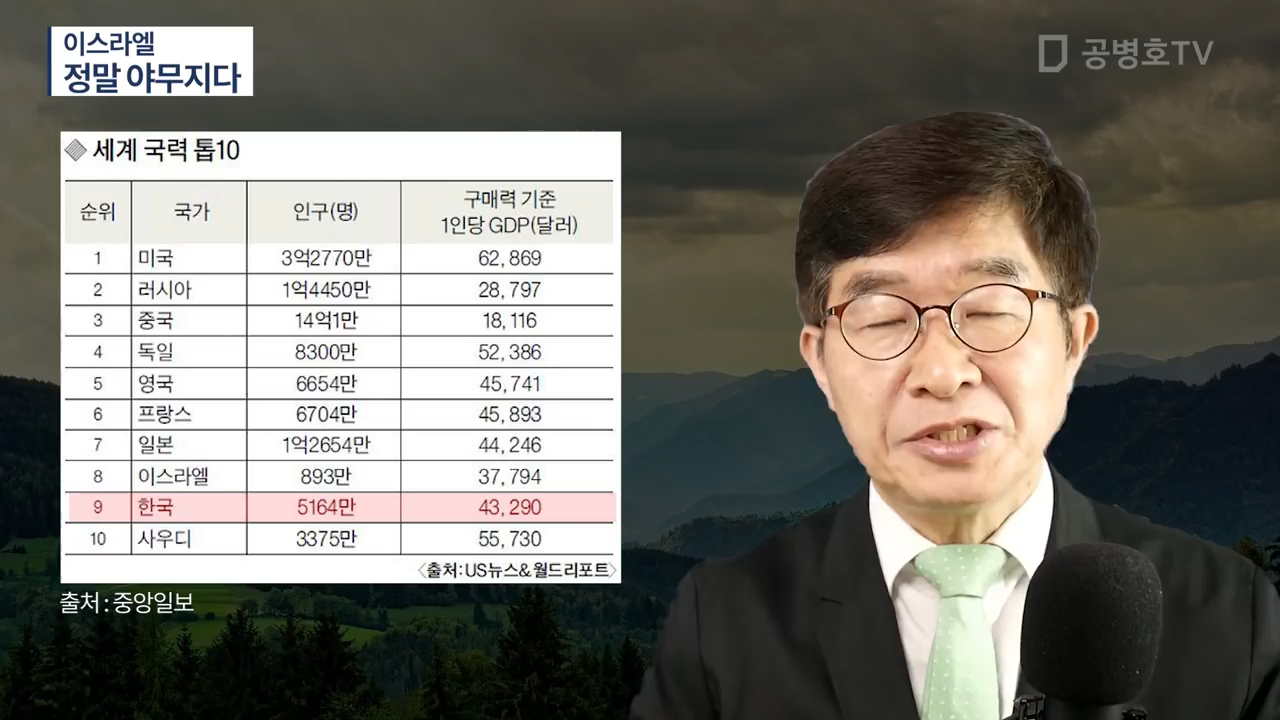 이스라엘
정말 야무지다
공병호TV
세계 국력 톱10
순위 국가 인구(명) 구매력 기준 1인당 GDP(달러)
1 미국 3억2770만 62,869
2 러시아 1억4450만 28,797
3 중국 14억1만 18,116
4 독일 8300만 52,386
5 영국 6654만 45,741
6 프랑스 6704만 45,893
7 일본 1억2654만 44,246
8 이스라엘 893만 37,794
9 한국 5164만 43,290
10 사우디 3375만 55,730
〈출처:US뉴스&월드리포트〉
출처 : 중앙일보